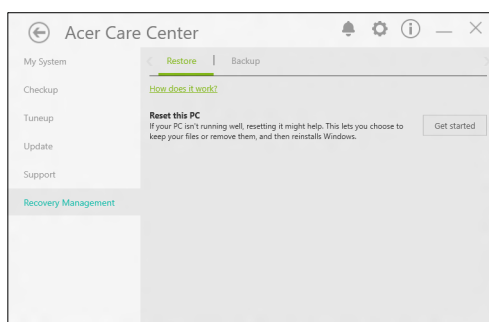 Acer Care Center
My System
Restore | Backup
Checkup
How does it work?
Tuneup
Reset this PC
If your PC isn't running well, resetting it might help. This lets you choose to
keep your files or remove them, and then reinstalls Windows.
Get started
Update
Support
Recovery Management